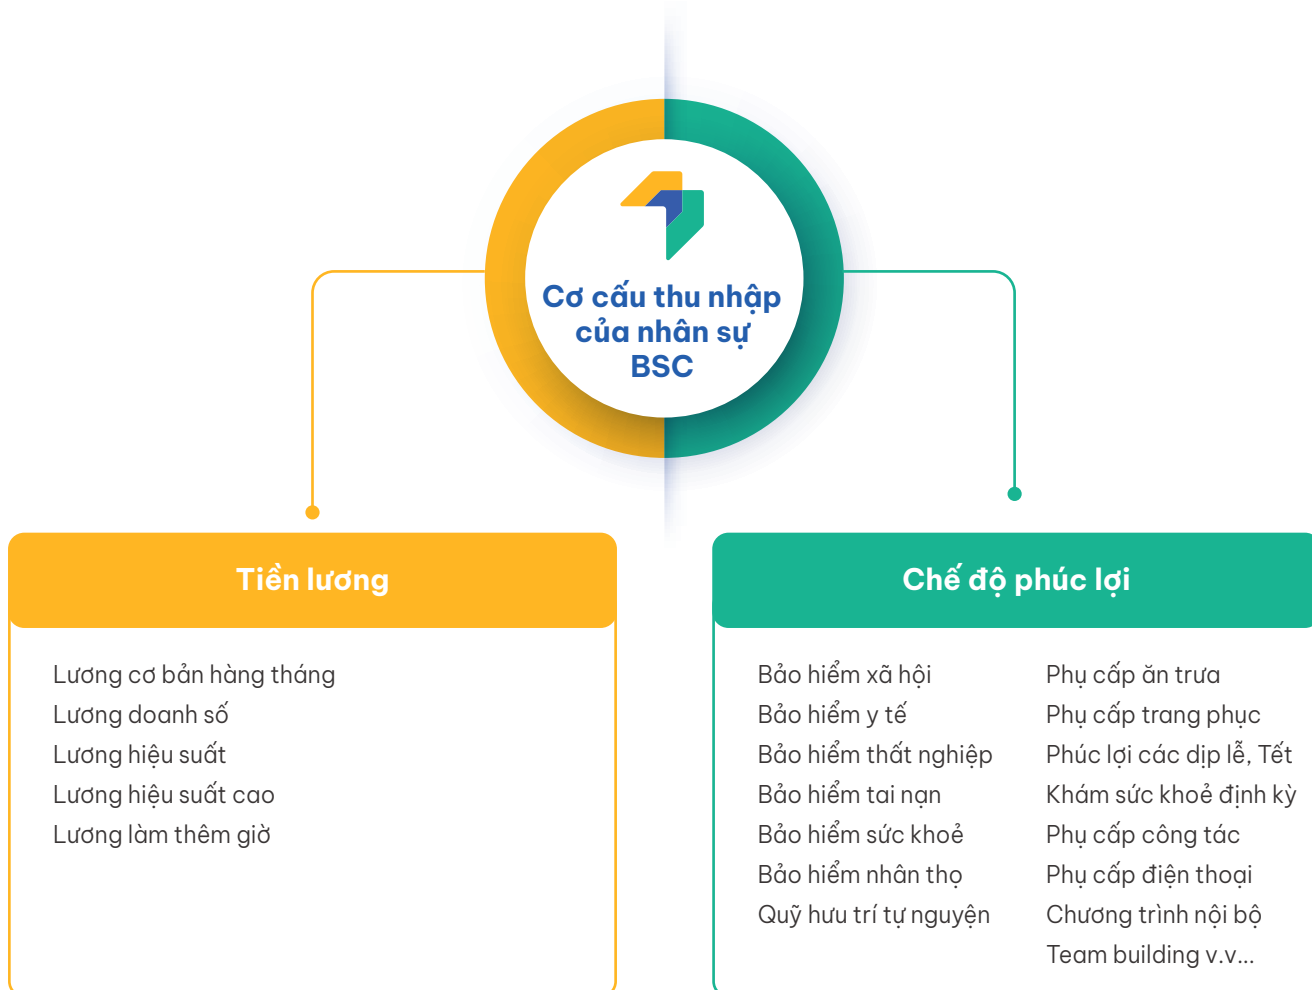 Cơ cấu thu nhập
của nhân sự
BSC
Tiền lương
Lương cơ bản hàng tháng
Lương doanh số
Lương hiệu suất
Lương hiệu suất cao
Lương làm thêm giờ
Chế độ phúc lợi
Bảo hiểm xã hội
Bảo hiểm y tế
Bảo hiểm thất nghiệp
Bảo hiểm tai nạn
Bảo hiểm sức khoẻ
Bảo hiểm nhân thọ
Quỹ hưu trí tự nguyện
Phụ cấp ăn trưa
Phụ cấp trang phục
Phúc lợi các dịp lễ, Tết
Khám sức khoẻ định kỳ
Phụ cấp công tác
Phụ cấp điện thoại
Chương trình nội bộ
Team building v.v...